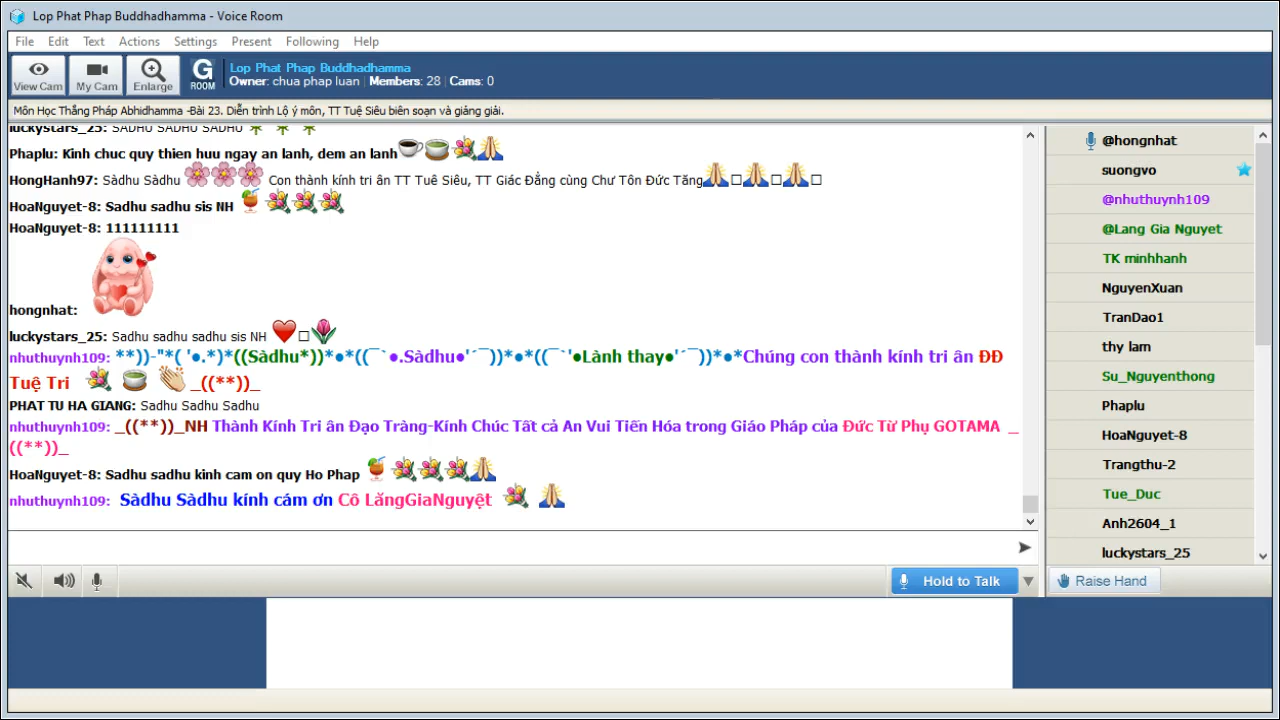 Lop Phat Phap Buddhadhamma - Voice Room
File Edit Text Actions Settings Present Following Help
View Cam My Cam Enlarge G ROOM
Lop Phat Phap Buddhadhamma
Owner: chua phap luan | Members: 28 | Cams: 0
Môn Học Thắng Pháp Abhidhamma -Bài 23. Diễn trình Lộ ý môn, TT Tuệ Siêu biên soạn và giảng giải.
luckystars_25: SADHU SADHU SADHU
Phaplu: Kinh chuc quy thien huu ngay an lanh, dem an lanh
HongHanh97: Sàdhu Sàdhu Con thành kính tri ân TT Tuê Siêu, TT Giác Đẳng cùng Chư Tôn Đức Tăng
HoaNguyet-8: Sadhu sadhu sis NH
HoaNguyet-8: 111111111
hongnhat:
luckystars_25: Sadhu sadhu sadhu sis NH
nhuthuynh109: **))-"*( '●.*)*((Sàdhu*))*●*((¯`●.Sàdhu●'´¯))*●*((¯`'●Lành thay●'´¯))*●*Chúng con thành kính tri ân ĐĐ
Tuệ Tri _((**))_
PHAT TU HA GIANG: Sadhu Sadhu Sadhu
nhuthuynh109: _((**))_NH Thành Kính Tri ân Đạo Tràng-Kính Chúc Tất cả An Vui Tiến Hóa trong Giáo Pháp của Đức Từ Phụ GOTAMA _
((**))_
HoaNguyet-8: Sadhu sadhu kinh cam on quy Ho Phap
nhuthuynh109: Sàdhu Sàdhu kính cám ơn Cô LăngGiaNguyệt
@hongnhat
suongvo
@nhuthuynh109
@Lang Gia Nguyet
TK minhhanh
NguyenXuan
TranDao1
thy lam
Su_Nguyenthong
Phaplu
HoaNguyet-8
Trangthu-2
Tue_Duc
Anh2604_1
luckystars_25
Hold to Talk
Raise Hand